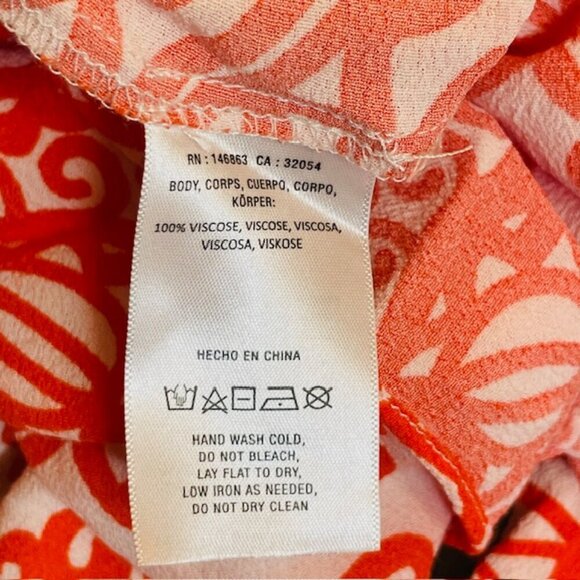 RN : 146863 CA : 32054
BODY, CORPS, CUERPO, CORPO,
KÖRPER:
100% VISCOSE, VISCOSE, VISCOSA,
VISCOSA, VISKOSE
HECHO EN CHINA
HAND WASH COLD,
DO NOT BLEACH,
LAY FLAT TO DRY,
LOW IRON AS NEEDED,
DO NOT DRY CLEAN